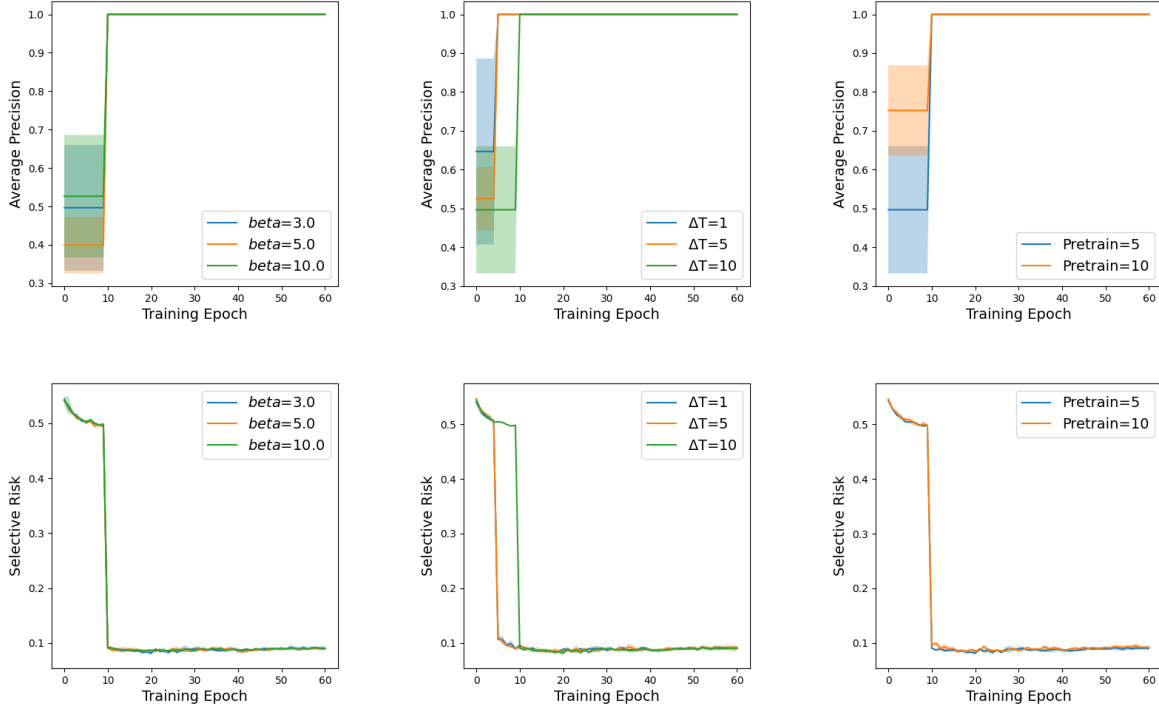 1.0
0.9
0.8
0.7
0.6
0.5
0.4
0.3
Average Precision
beta=3.0
beta=5.0
beta=10.0
0 10 20 30 40 50 60
Training Epoch
1.0
0.9
0.8
0.7
0.6
0.5
0.4
0.3
Average Precision
ΔT=1
ΔT=5
ΔT=10
0 10 20 30 40 50 60
Training Epoch
1.0
0.9
0.8
0.7
0.6
0.5
0.4
0.3
Average Precision
Pretrain=5
Pretrain=10
0 10 20 30 40 50 60
Training Epoch
beta=3.0
beta=5.0
beta=10.0
0.5
0.4
0.3
0.2
0.1
Selective Risk
0 10 20 30 40 50 60
Training Epoch
ΔT=1
ΔT=5
ΔT=10
0.5
0.4
0.3
0.2
0.1
Selective Risk
0 10 20 30 40 50 60
Training Epoch
Pretrain=5
Pretrain=10
0.5
0.4
0.3
0.2
0.1
Selective Risk
0 10 20 30 40 50 60
Training Epoch